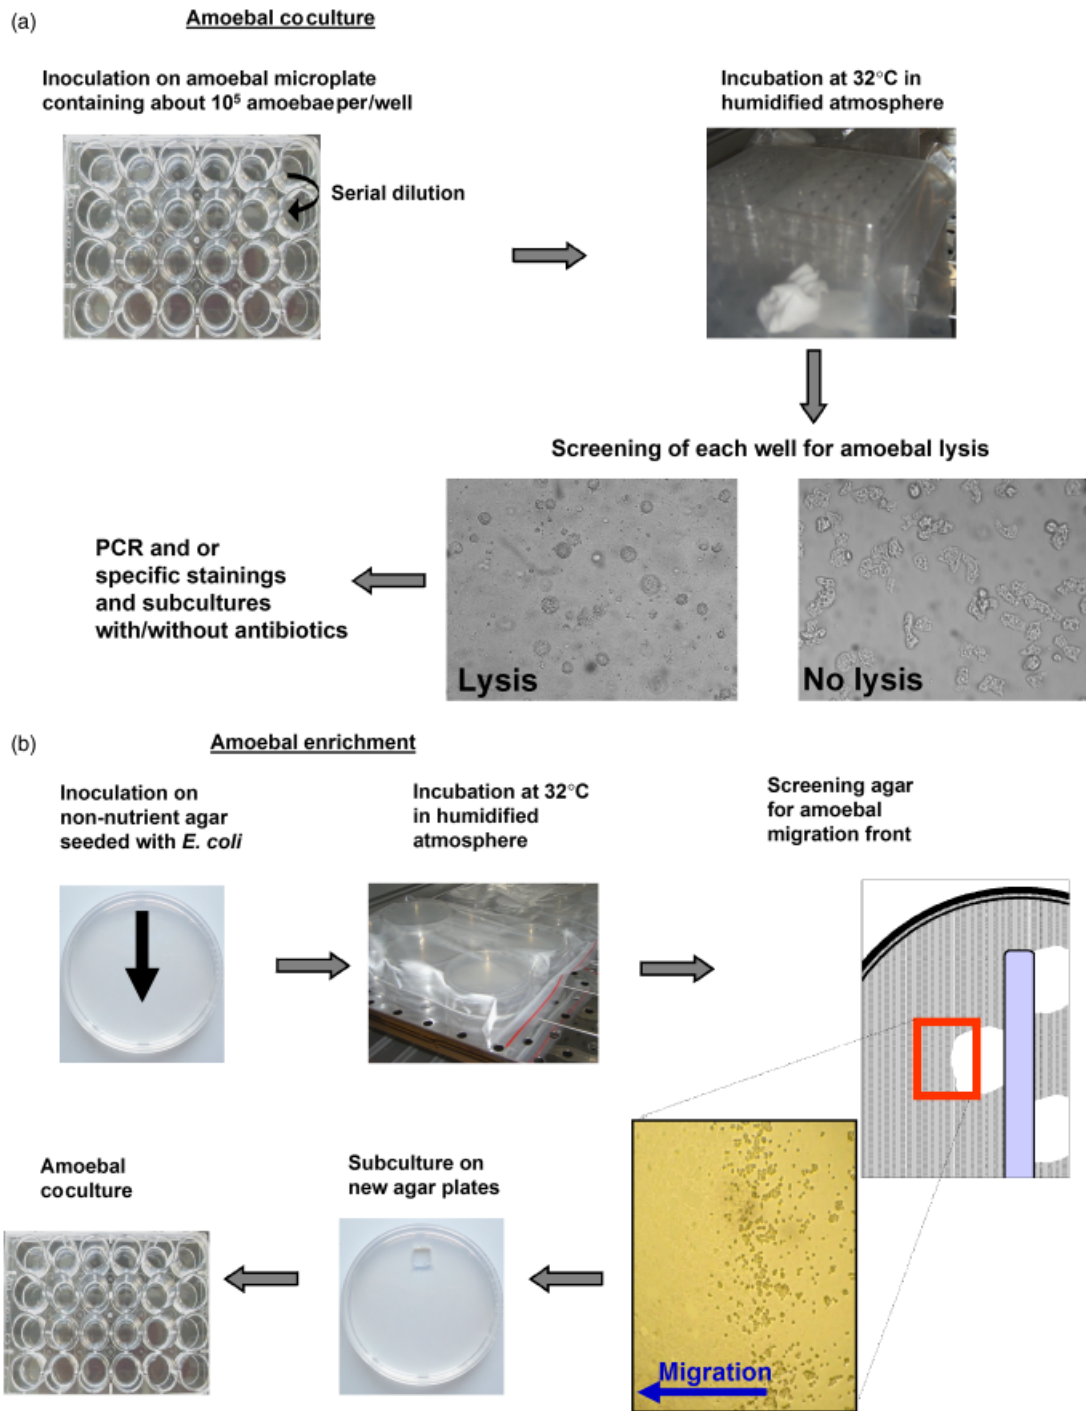 (a)
Amoebal coculture
Inoculation on amoebal microplate
containing about 10⁵ amoebaeper/well
Serial dilution
Incubation at 32°C in
humidified atmosphere
Screening of each well for amoebal lysis
Lysis
No lysis
PCR and or
specific stainings
and subcultures
with/without antibiotics
(b)
Amoebal enrichment
Inoculation on
non-nutrient agar
seeded with E. coli
Incubation at 32°C
in humidified
atmosphere
Screening agar
for amoebal
migration front
Migration
Subculture on
new agar plates
Amoebal
coculture